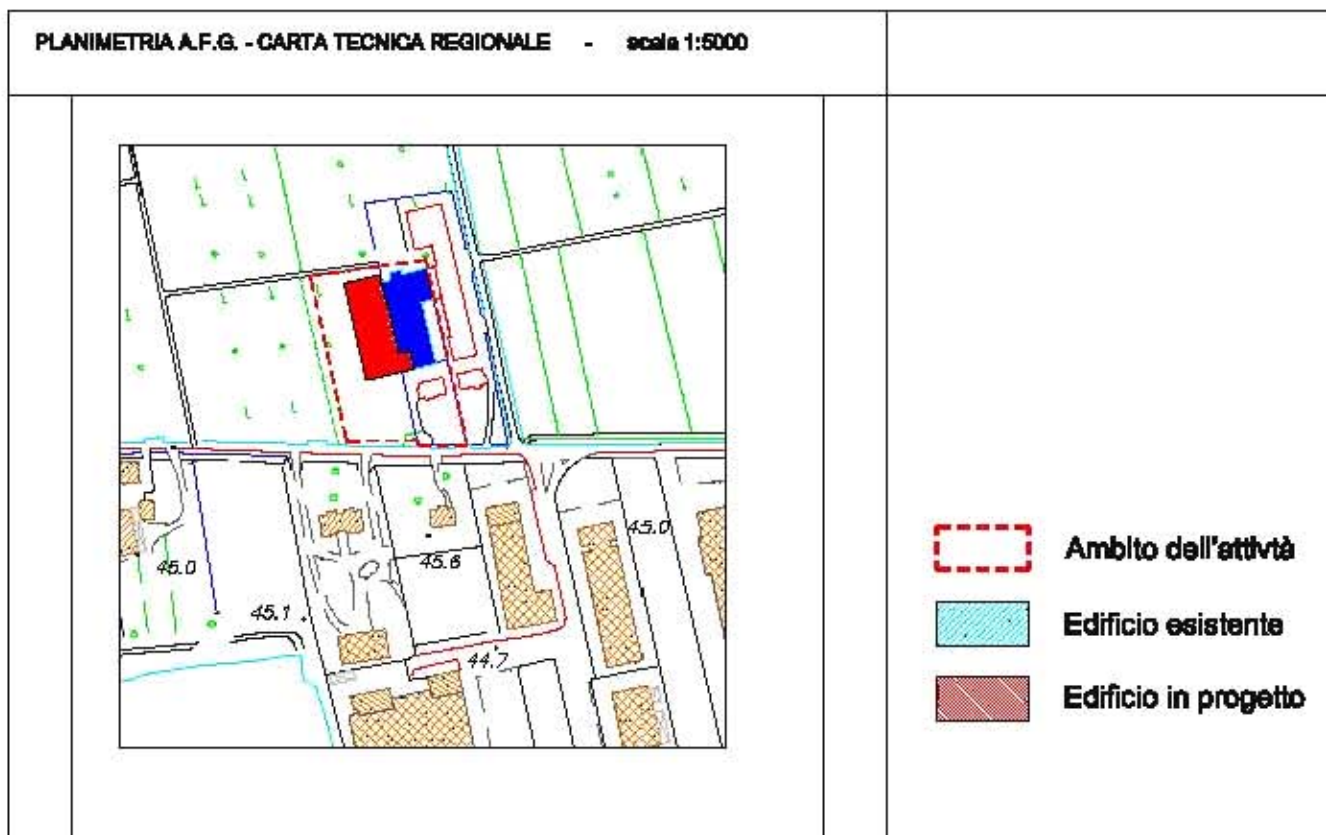 PLANIMETRIA A.F.G. - CARTA TECNICA REGIONALE - scala 1:5000
45.0
45.0
45.6
45.1
44.7
Ambito dell'attivtà
Edificio esistente
Edificio in progetto